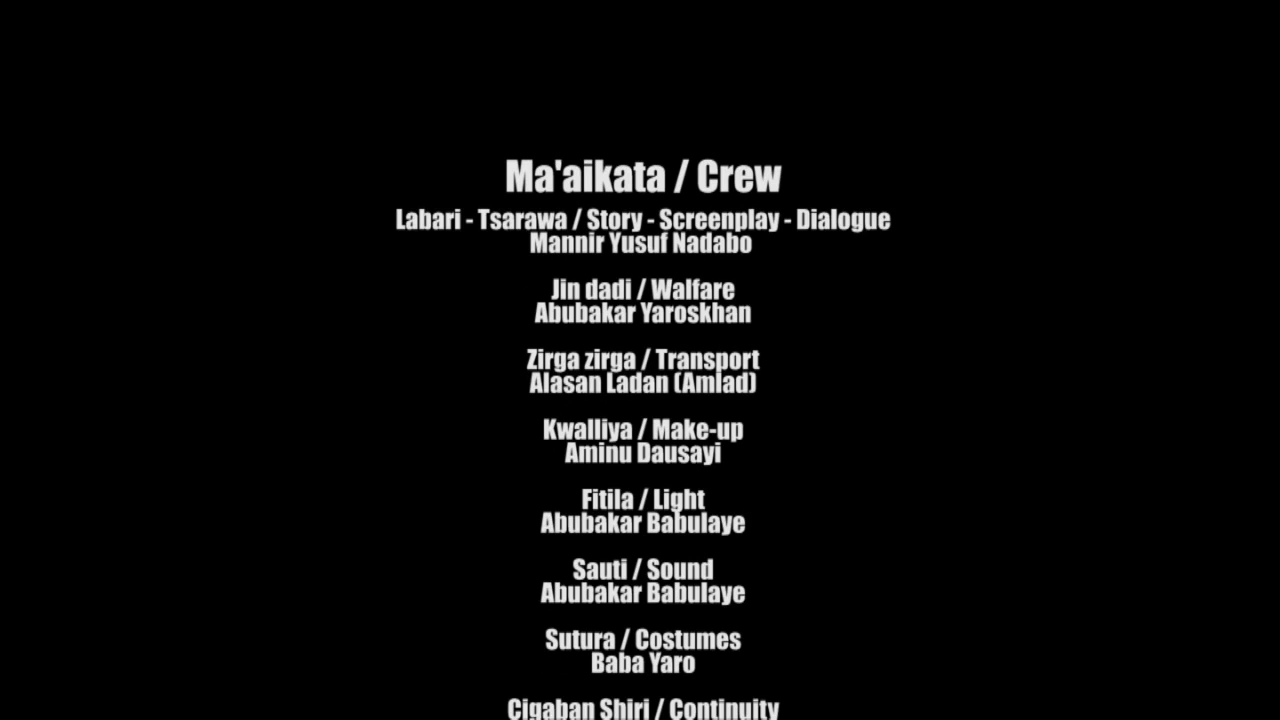 Ma'aikata / Crew
Labari - Tsarawa / Story - Screenplay - Dialogue
Mannir Yusuf Nadabo
Jin dadi / Walfare
Abubakar Yaroskhan
Zirga zirga / Transport
Alasan Ladan (Amlad)
Kwalliya / Make-up
Aminu Dausayi
Fitila / Light
Abubakar Babulaye
Sauti / Sound
Abubakar Babulaye
Sutura / Costumes
Baba Yaro
Cigaban Shiri / Continuity